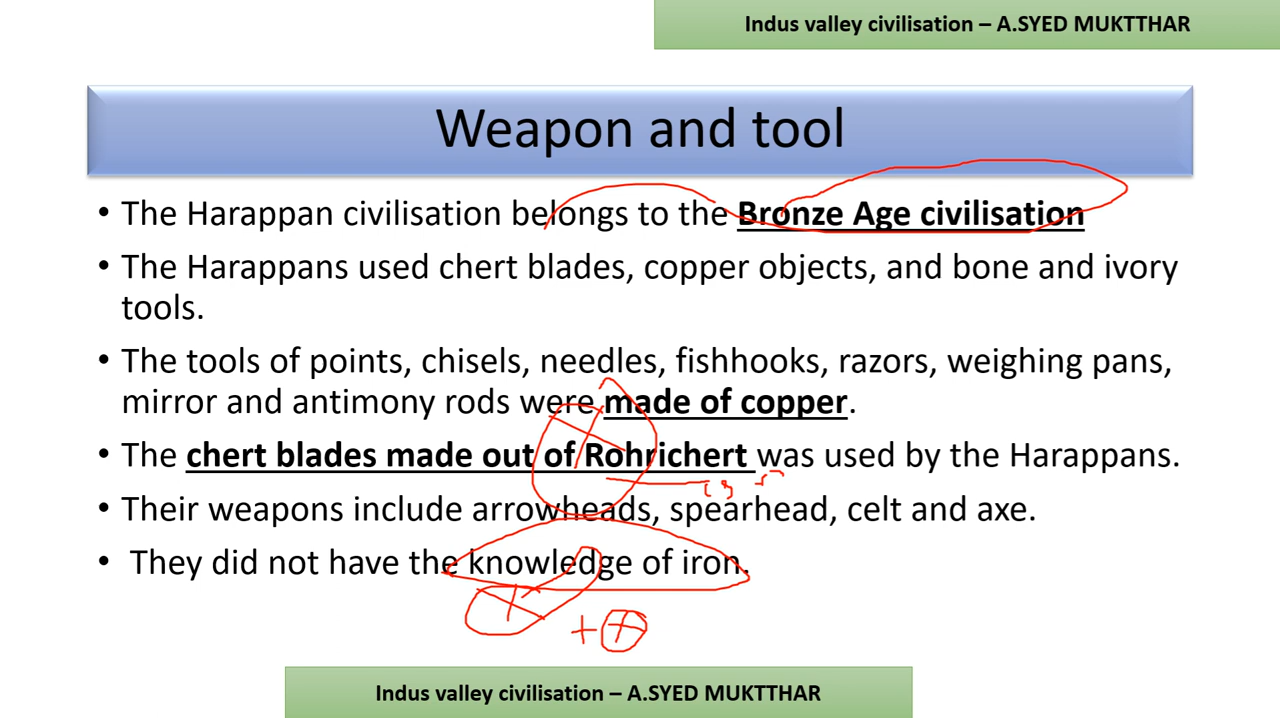 Indus valley civilisation – A.SYED MUKTTHAR
Weapon and tool
• The Harappan civilisation belongs to the Bronze Age civilisation
• The Harappans used chert blades, copper objects, and bone and ivory
tools.
• The tools of points, chisels, needles, fishhooks, razors, weighing pans,
mirror and antimony rods were made of copper.
• The chert blades made out of Rohrichert was used by the Harappans.
• Their weapons include arrowheads, spearhead, celt and axe.
• They did not have the knowledge of iron.
Indus valley civilisation – A.SYED MUKTTHAR